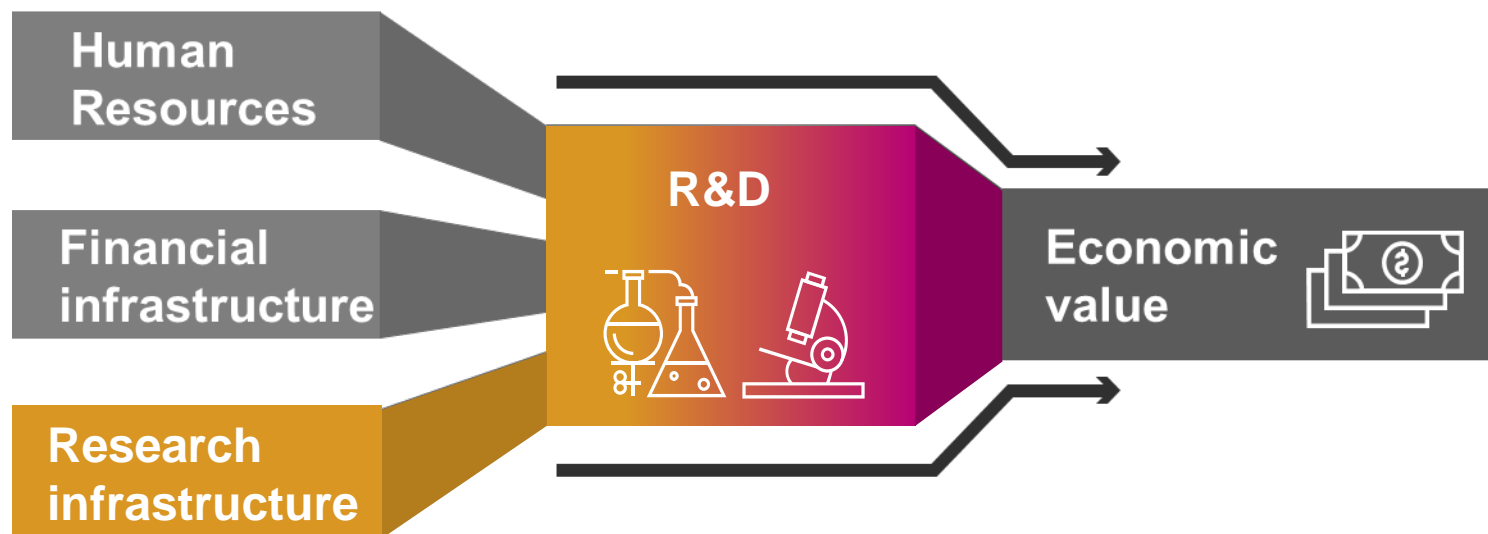 Human
Resources
Financial
infrastructure
Research
infrastructure
R&D
Economic
value
$